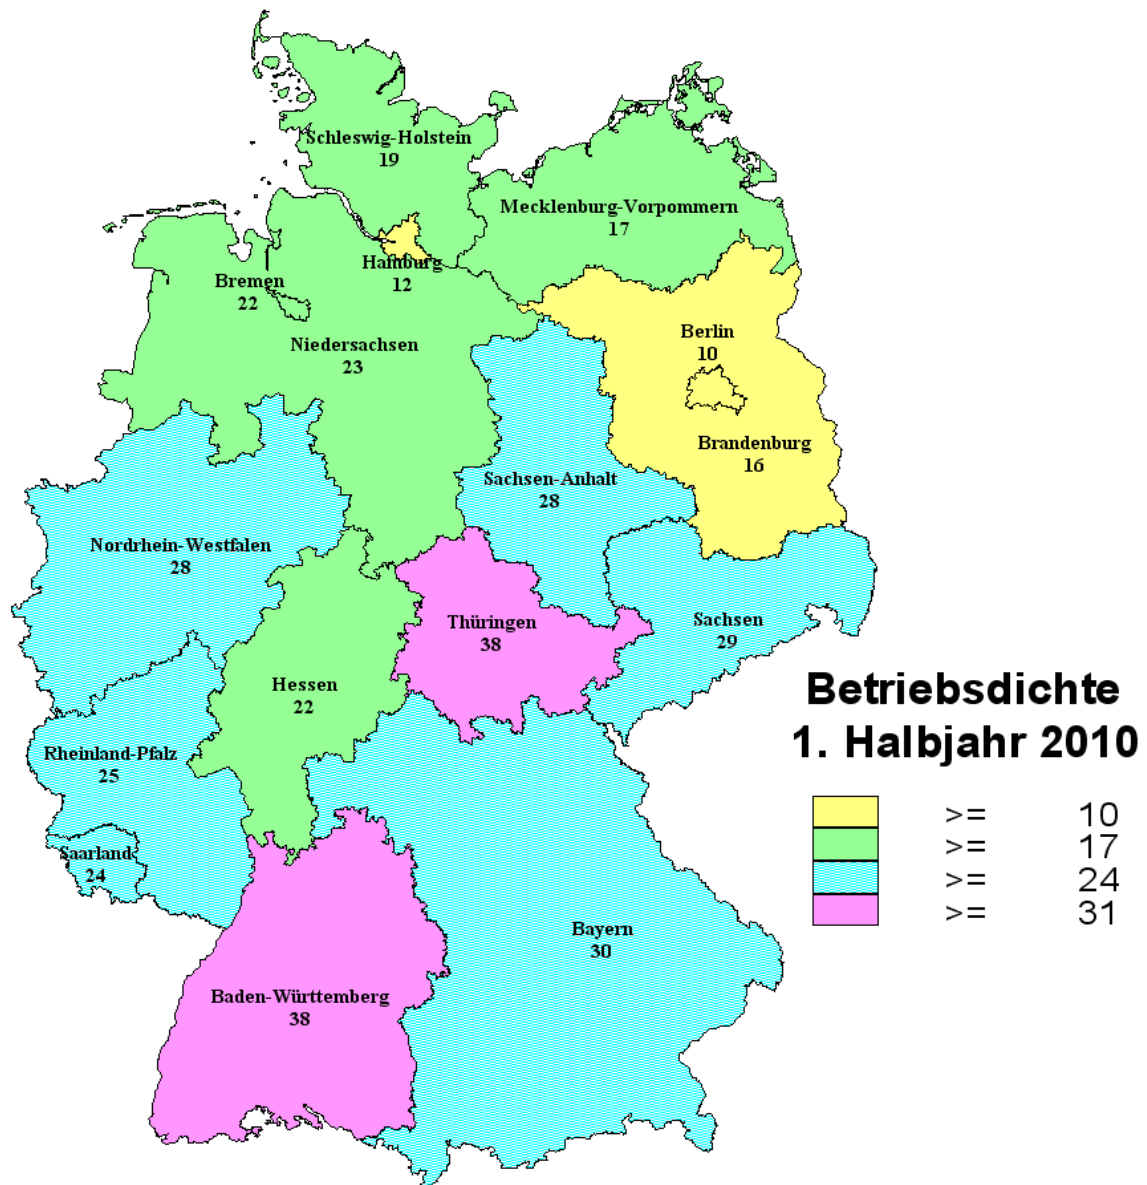 Schleswig-Holstein
19
Mecklenburg-Vorpommern
17
Hamburg
12
Bremen
22
Berlin
10
Niedersachsen
23
Brandenburg
16
Sachsen-Anhalt
28
Nordrhein-Westfalen
28
Thüringen
38
Sachsen
29
Hessen
22
Rheinland-Pfalz
25
Saarland
24
Bayern
30
Baden-Württemberg
38
Betriebsdichte
1. Halbjahr 2010
>= 10
>= 17
>= 24
>= 31